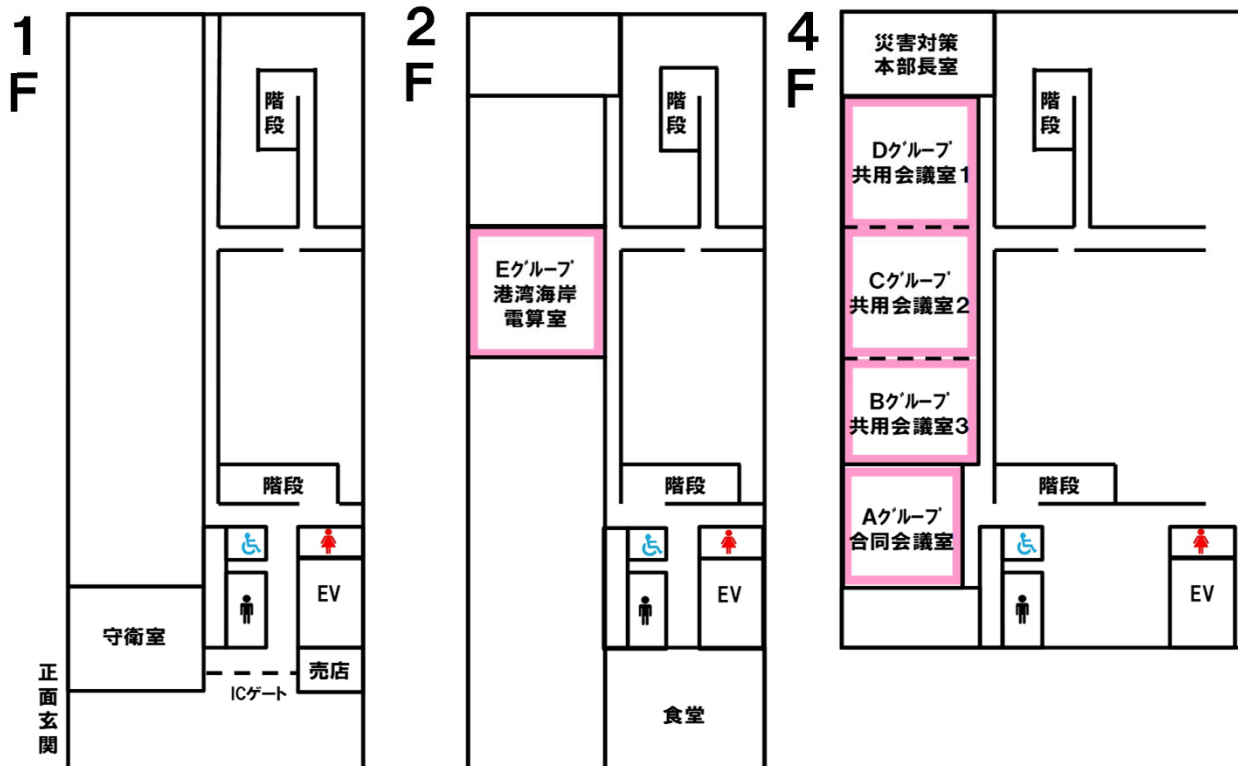 1
F
階
段
階段
EV
守衛室
売店
ICゲート
正
面
玄
関
2
F
階
段
Eグループ
港湾海岸
電算室
階段
EV
食堂
4
F
災害対策
本部長室
階
段
Dグループ
共用会議室1
Cグループ
共用会議室2
Bグループ
共用会議室3
階段
Aグループ
合同会議室
EV